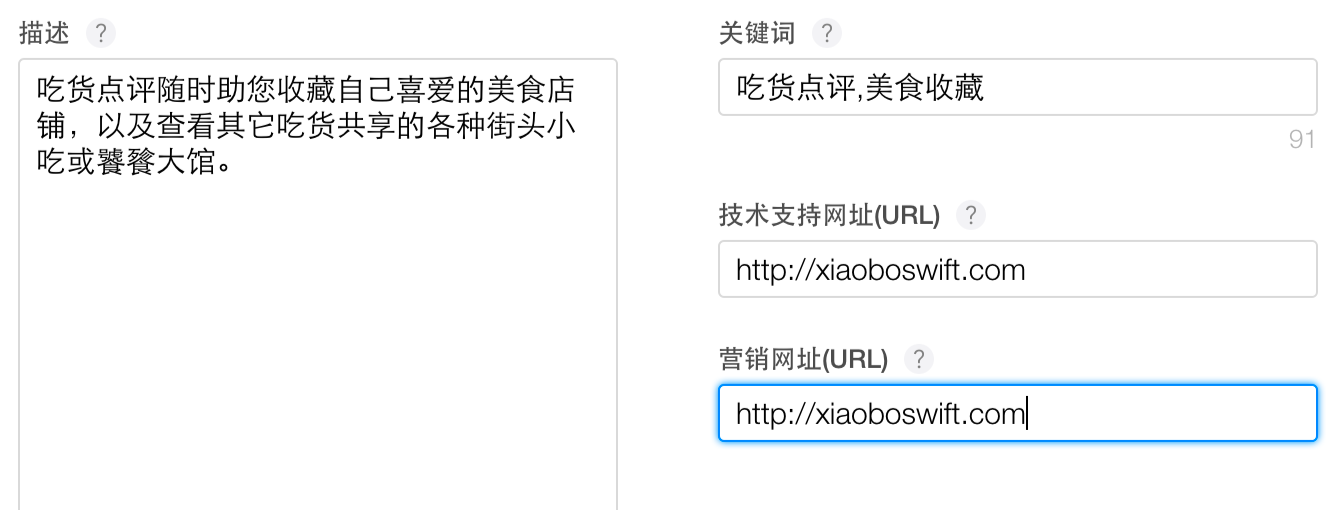 描述 ?
吃货点评随时助您收藏自己喜爱的美食店
铺，以及查看其它吃货共享的各种街头小
吃或饕餮大馆。
关键词 ?
吃货点评,美食收藏
91
技术支持网址(URL) ?
http://xiaoboswift.com
营销网址(URL) ?
http://xiaoboswift.com